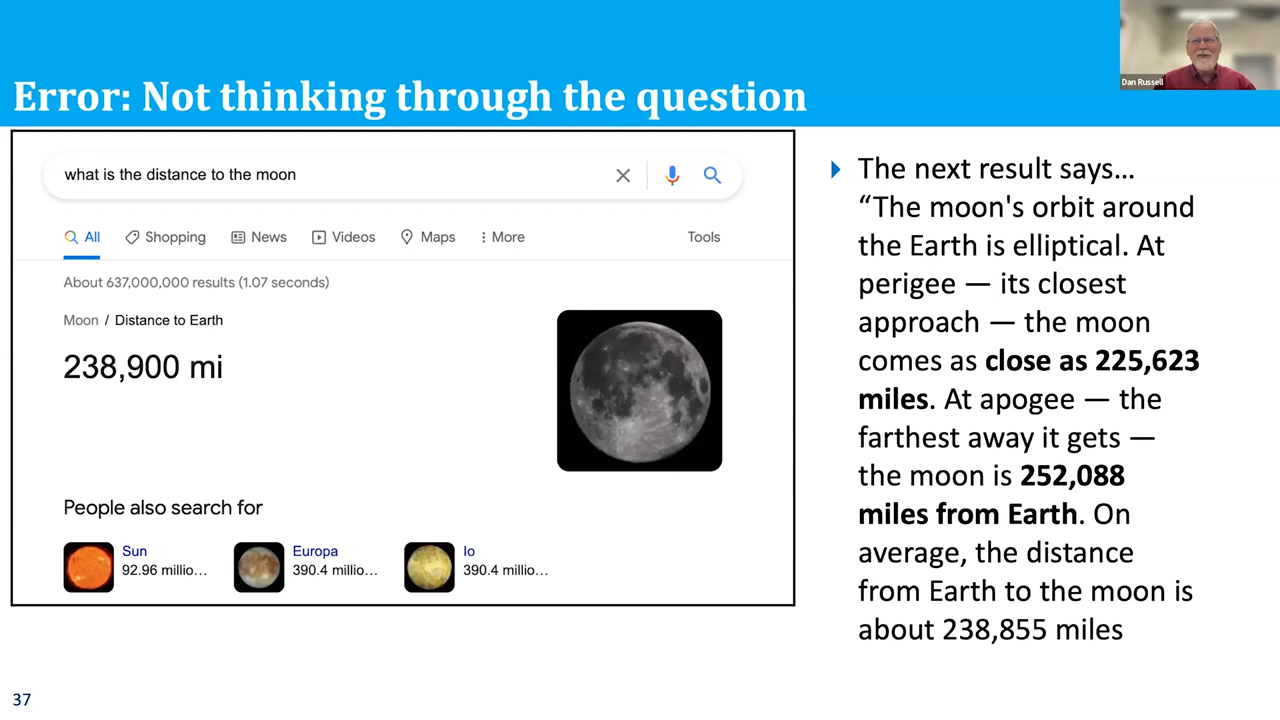 Dan Russell
Error: Not thinking through the question
what is the distance to the moon
All Shopping News Videos Maps More Tools
About 637,000,000 results (1.07 seconds)
Moon / Distance to Earth
238,900 mi
People also search for
Sun
92.96 millio...
Europa
390.4 millio...
Io
390.4 millio...
The next result says...
“The moon's orbit around
the Earth is elliptical. At
perigee — its closest
approach — the moon
comes as close as 225,623
miles. At apogee — the
farthest away it gets —
the moon is 252,088
miles from Earth. On
average, the distance
from Earth to the moon is
about 238,855 miles
37